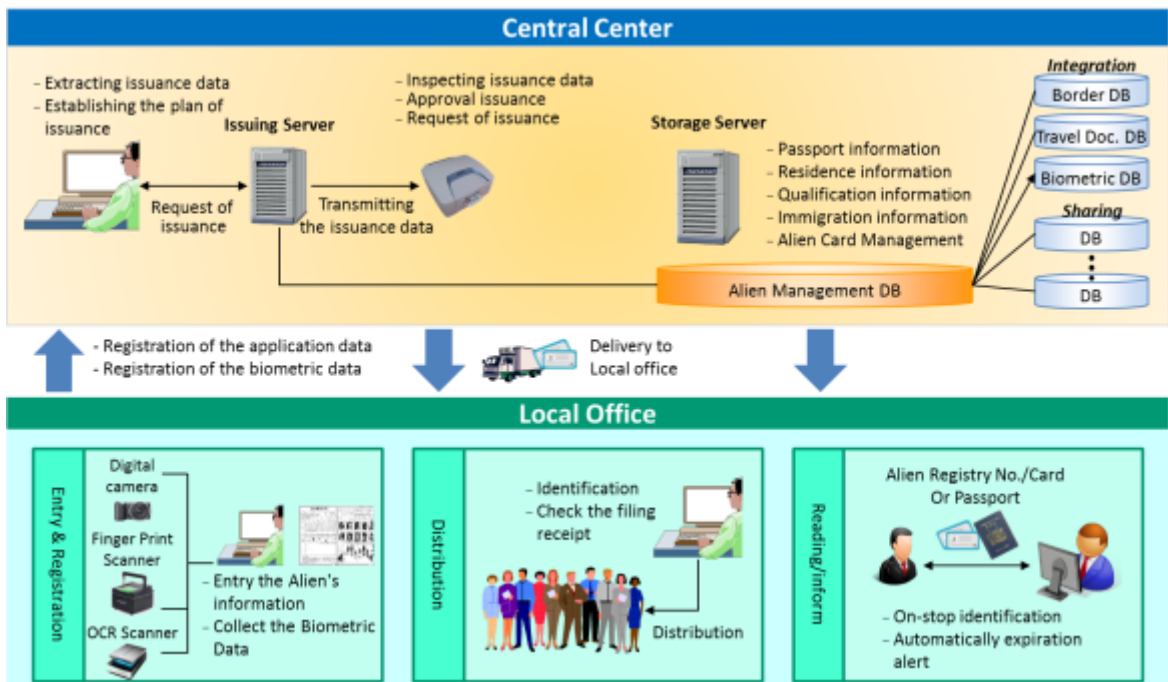 Central Center
- Extracting issuance data
- Establishing the plan of
issuance
Issuing Server
- Inspecting issuance data
- Approval issuance
- Request of issuance
Request of
issuance
Transmitting
the issuance data
Storage Server
- Passport information
- Residence information
- Qualification information
- Immigration information
- Alien Card Management
Alien Management DB
Integration
Border DB
Travel Doc. DB
Biometric DB
Sharing
DB
DB
- Registration of the application data
- Registration of the biometric data
Delivery to
Local office
Local Office
Entry & Registration
Digital
camera
Finger Print
Scanner
OCR Scanner
- Entry the Alien's
information
- Collect the Biometric
Data
Distribution
- Identification
- Check the filing
receipt
Distribution
Reading/inform
Alien Registry No./Card
Or Passport
- On-stop identification
- Automatically expiration
alert